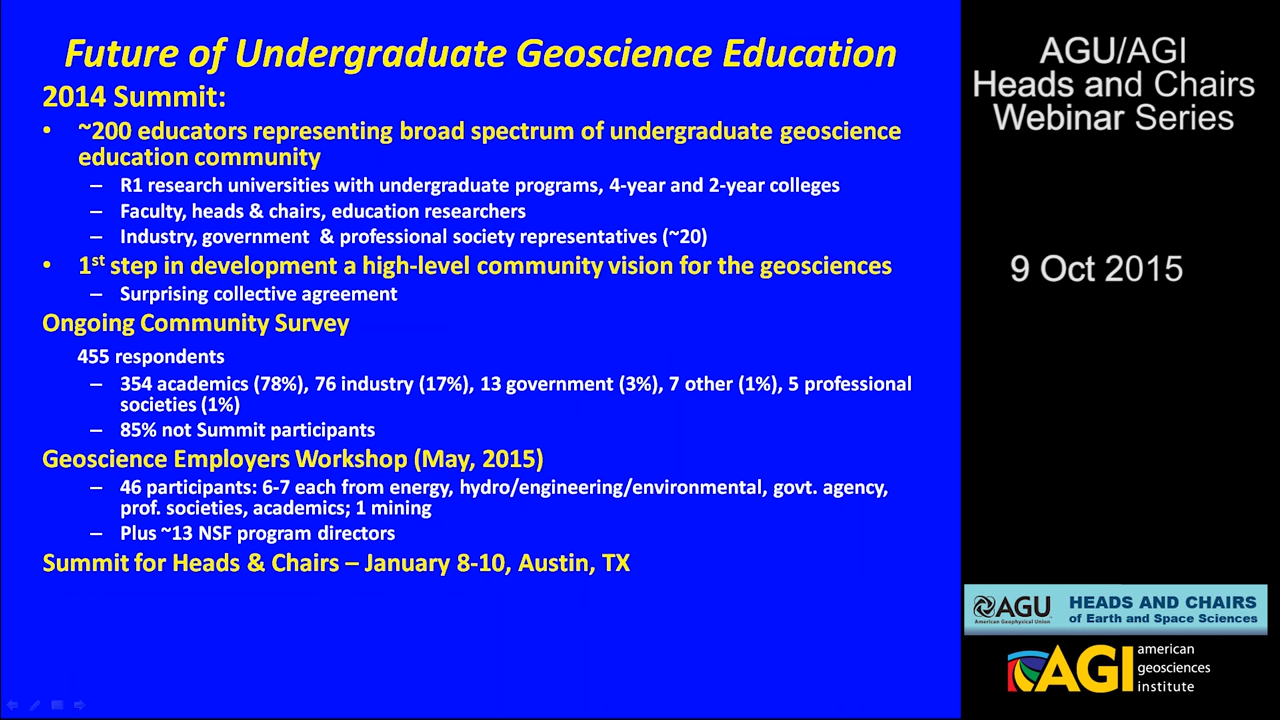 Future of Undergraduate Geoscience Education
2014 Summit:
• ~200 educators representing broad spectrum of undergraduate geoscience
education community
– R1 research universities with undergraduate programs, 4-year and 2-year colleges
– Faculty, heads & chairs, education researchers
– Industry, government & professional society representatives (~20)
• 1st step in development a high-level community vision for the geosciences
– Surprising collective agreement
Ongoing Community Survey
455 respondents
– 354 academics (78%), 76 industry (17%), 13 government (3%), 7 other (1%), 5 professional
societies (1%)
– 85% not Summit participants
Geoscience Employers Workshop (May, 2015)
– 46 participants: 6-7 each from energy, hydro/engineering/environmental, govt. agency,
prof. societies, academics; 1 mining
– Plus ~13 NSF program directors
Summit for Heads & Chairs – January 8-10, Austin, TX
AGU/AGI
Heads and Chairs
Webinar Series
9 Oct 2015
AGU
American Geophysical Union
HEADS AND CHAIRS
of Earth and Space Sciences
AGI
american
geosciences
institute